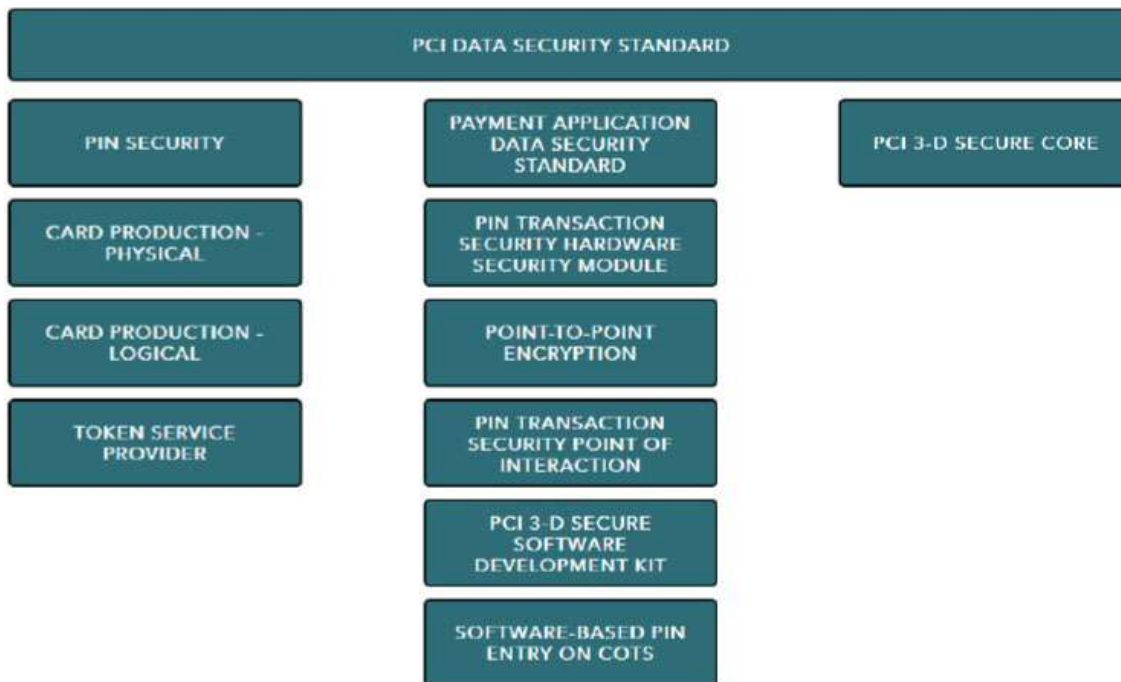 PCI DATA SECURITY STANDARD
PIN SECURITY
CARD PRODUCTION -
PHYSICAL
CARD PRODUCTION -
LOGICAL
TOKEN SERVICE
PROVIDER
PAYMENT APPLICATION
DATA SECURITY
STANDARD
PIN TRANSACTION
SECURITY HARDWARE
SECURITY MODULE
POINT-TO-POINT
ENCRYPTION
PIN TRANSACTION
SECURITY POINT OF
INTERACTION
PCI 3-D SECURE
SOFTWARE
DEVELOPMENT KIT
SOFTWARE-BASED PIN
ENTRY ON COTS
PCI 3-D SECURE CORE